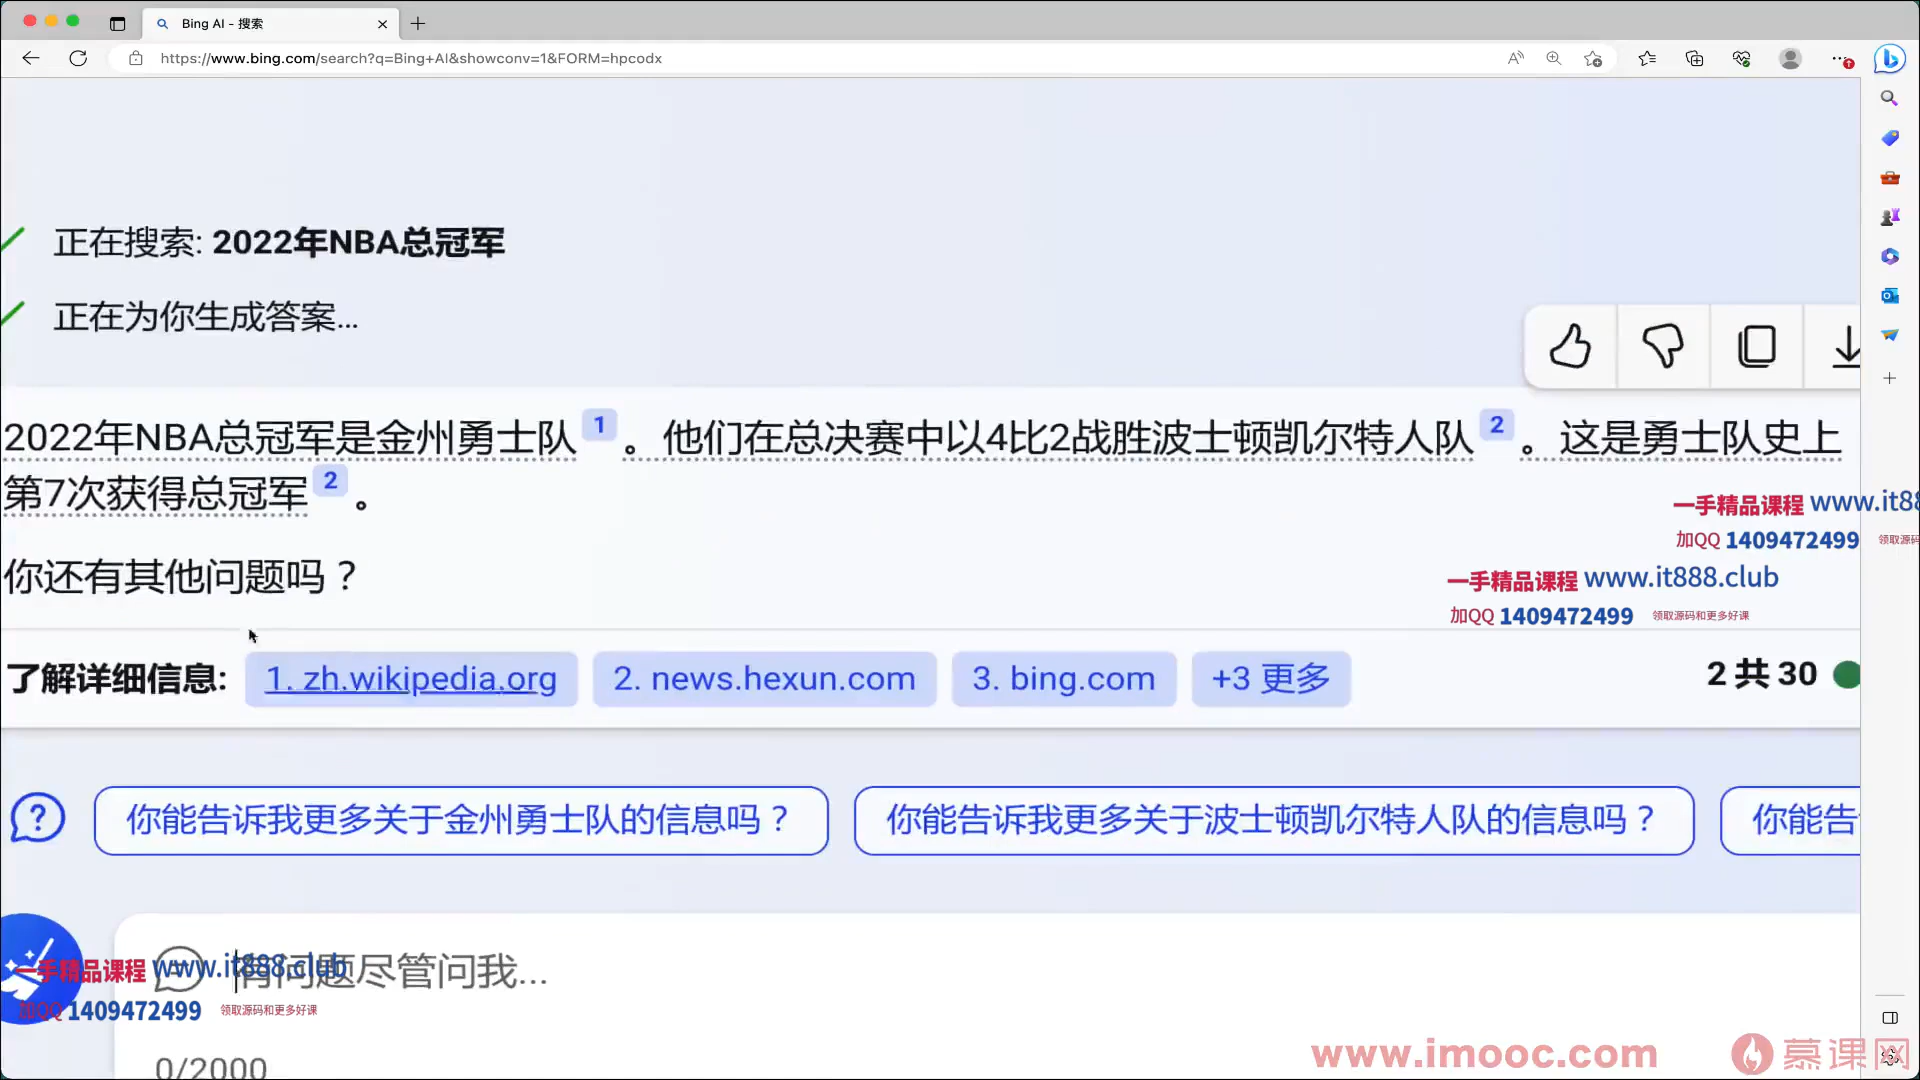 Bing AI - 搜索
https://www.bing.com/search?q=Bing+AI&showconv=1&FORM=hpcodx
正在搜索: 2022年NBA总冠军
正在为你生成答案...
2022年NBA总冠军是金州勇士队 1 。他们在总决赛中以4比2战胜波士顿凯尔特人队 2 。这是勇士队史上
第7次获得总冠军 2 。
一手精品课程 www.it88
加QQ 1409472499 领取源码
你还有其他问题吗？
一手精品课程 www.it888.club
加QQ 1409472499 领取源码和更多好课
了解详细信息: 1. zh.wikipedia.org 2. news.hexun.com 3. bing.com +3 更多 2 共 30
你能告诉我更多关于金州勇士队的信息吗？ 你能告诉我更多关于波士顿凯尔特人队的信息吗？ 你能告
有问题尽管问我...
一手精品课程 www.it888.club
加QQ 1409472499 领取源码和更多好课
0/2000
www.imooc.com 慕课网